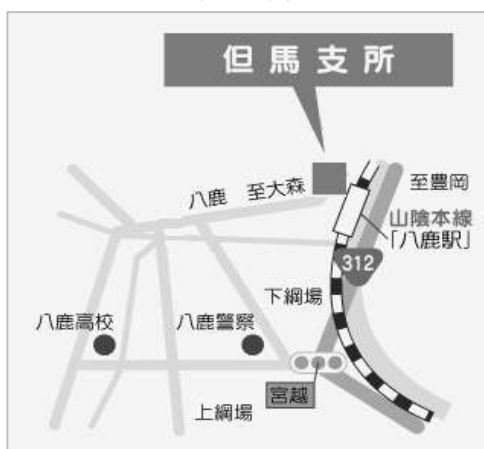 但馬支所
八鹿 至大森
至豊岡
山陰本線
「八鹿駅」
312
下網場
八鹿高校
八鹿警察
宮越
上網場